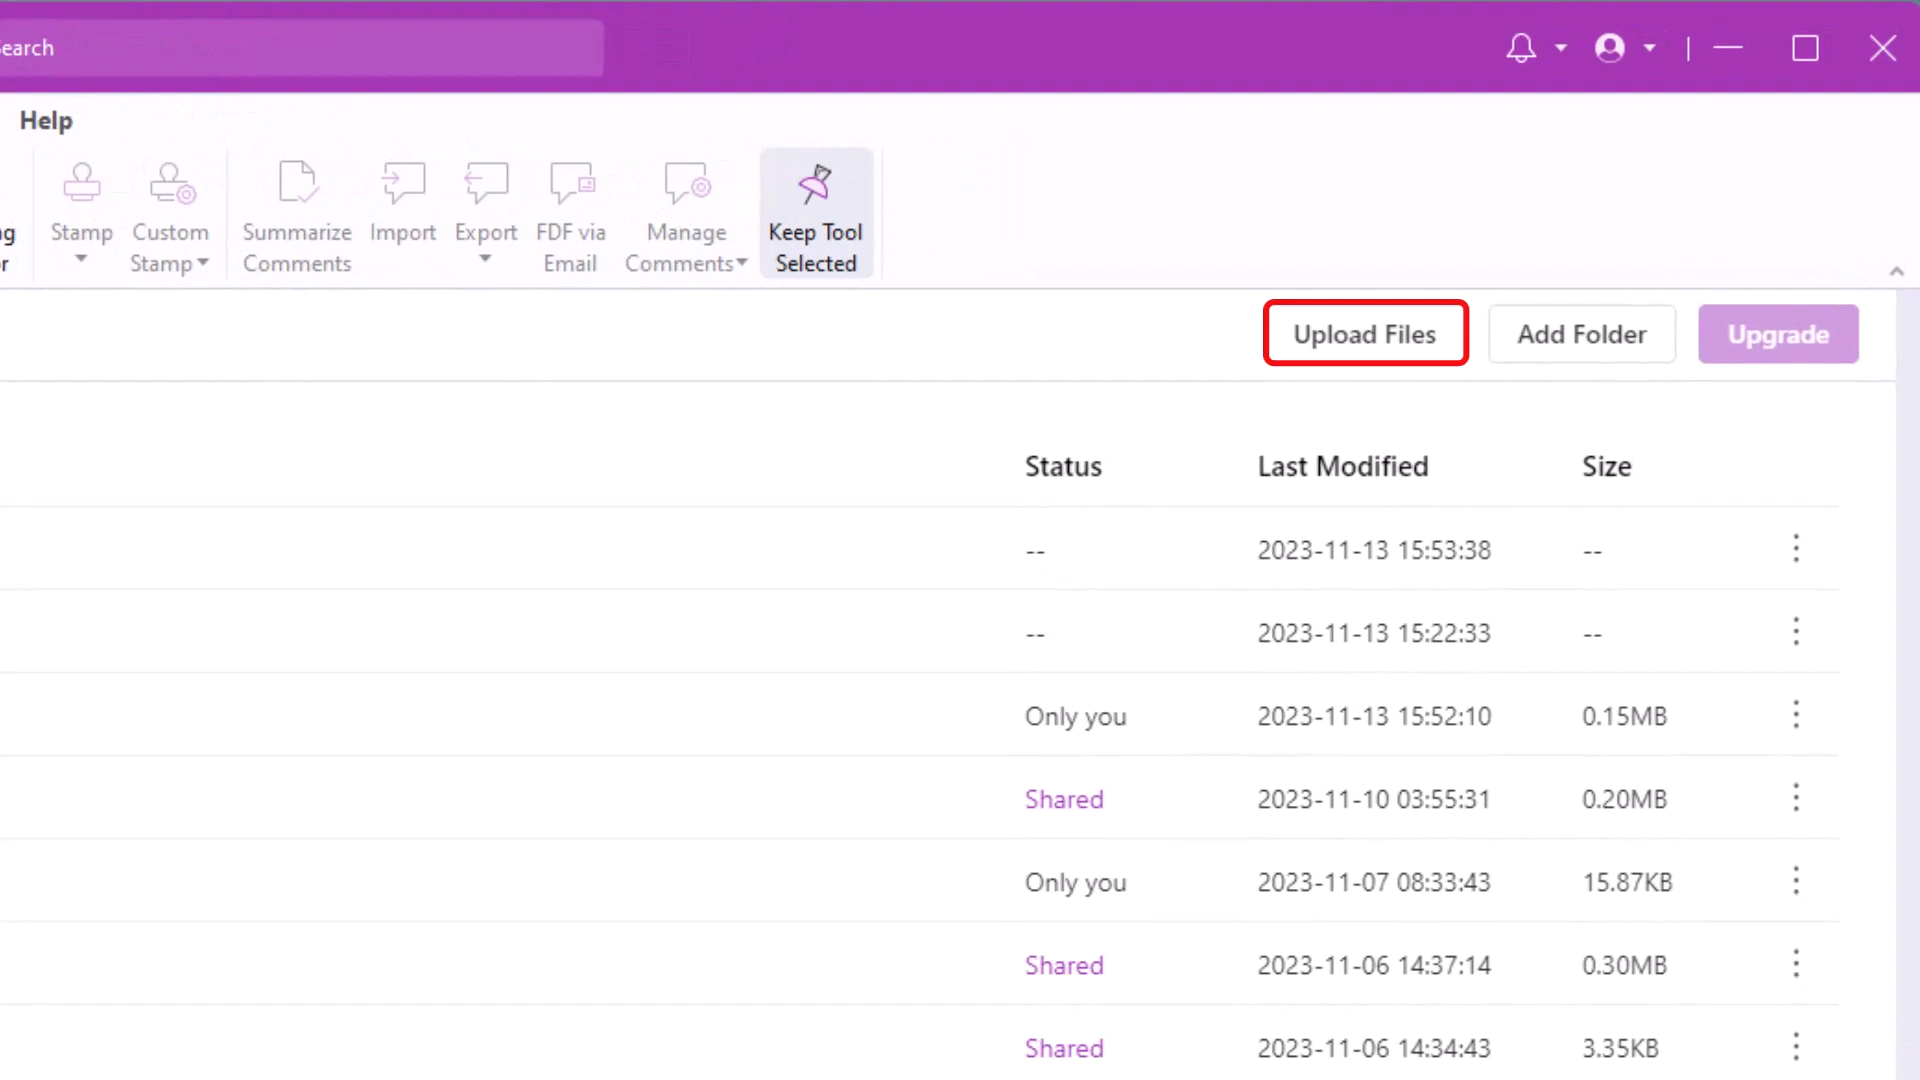 earch
Help
Stamp
Custom
Stamp
Summarize
Comments
Import
Export
FDF via
Email
Manage
Comments
Keep Tool
Selected
Upload Files
Add Folder
Upgrade
Status Last Modified Size
-- 2023-11-13 15:53:38 --
-- 2023-11-13 15:22:33 --
Only you 2023-11-13 15:52:10 0.15MB
Shared 2023-11-10 03:55:31 0.20MB
Only you 2023-11-07 08:33:43 15.87KB
Shared 2023-11-06 14:37:14 0.30MB
Shared 2023-11-06 14:34:43 3.35KB